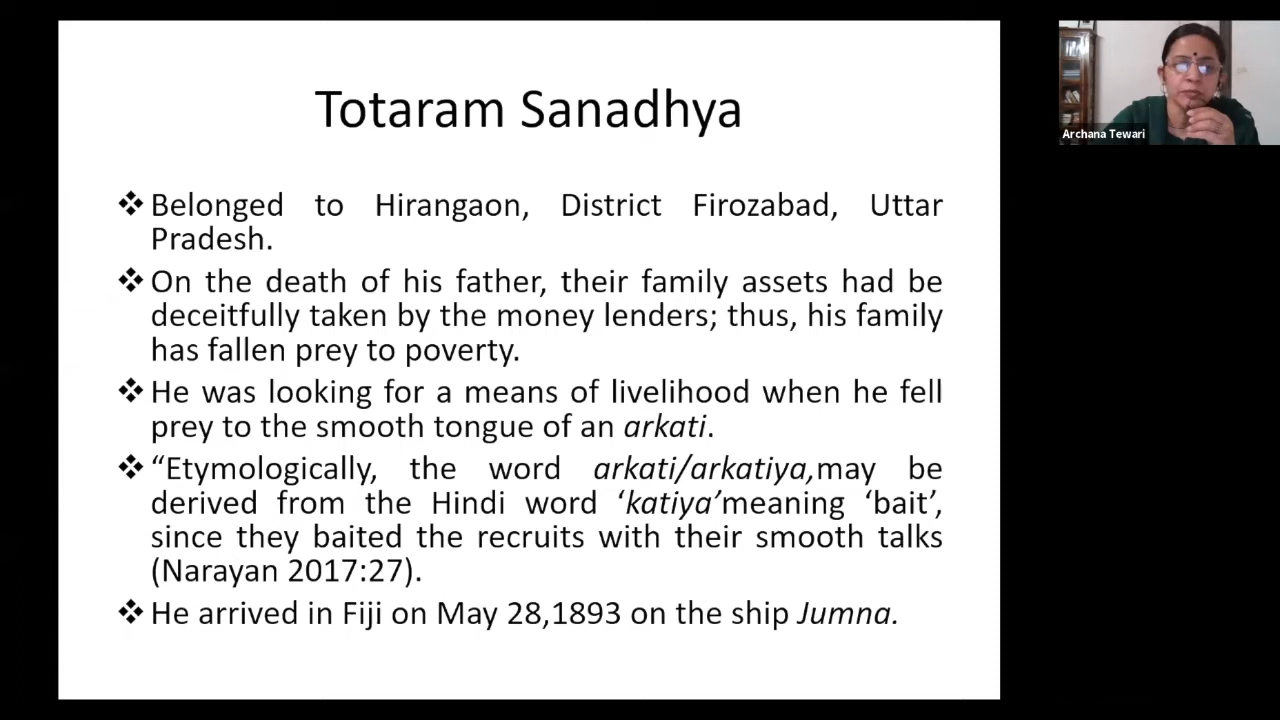 Totaram Sanadhya
❖Belonged to Hirangaon, District Firozabad, Uttar
Pradesh.
❖On the death of his father, their family assets had be
deceitfully taken by the money lenders; thus, his family
has fallen prey to poverty.
❖He was looking for a means of livelihood when he fell
prey to the smooth tongue of an arkati.
❖“Etymologically, the word arkati/arkatiya,may be
derived from the Hindi word ‘katiya’meaning ‘bait’,
since they baited the recruits with their smooth talks
(Narayan 2017:27).
❖He arrived in Fiji on May 28,1893 on the ship Jumna.
Archana Tewari